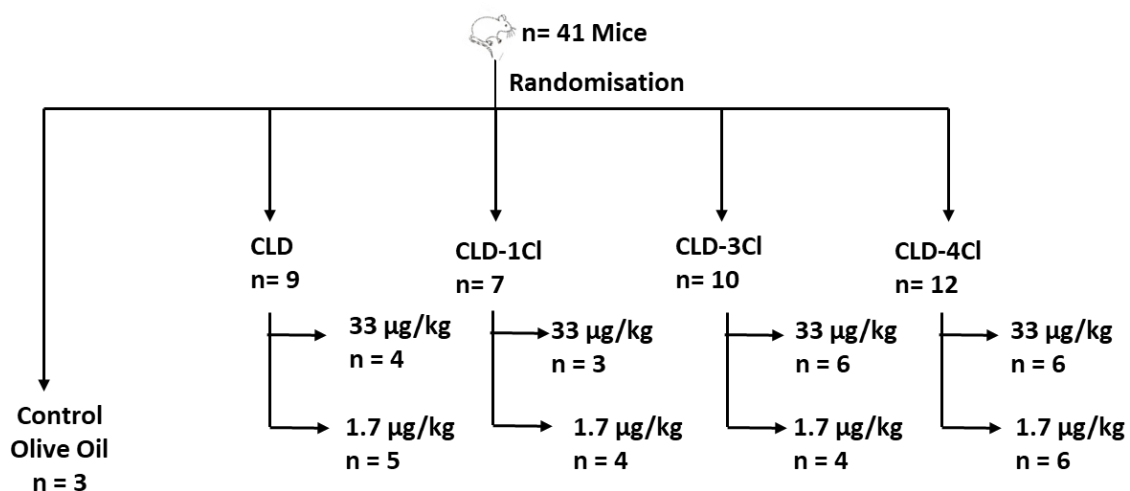 n= 41 Mice
Randomisation
CLD
n= 9
CLD-1Cl
n= 7
CLD-3Cl
n= 10
CLD-4Cl
n= 12
33 µg/kg
n = 4
33 µg/kg
n = 3
33 µg/kg
n = 6
33 µg/kg
n = 6
Control
Olive Oil
n = 3
1.7 µg/kg
n = 5
1.7 µg/kg
n = 4
1.7 µg/kg
n = 4
1.7 µg/kg
n = 6